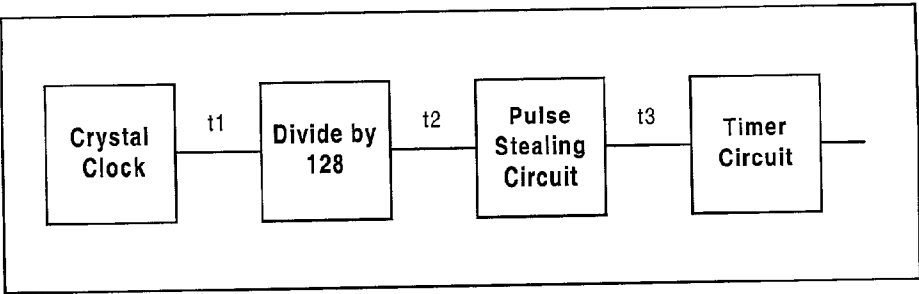 Crystal
Clock
t1
Divide by
128
t2
Pulse
Stealing
Circuit
t3
Timer
Circuit